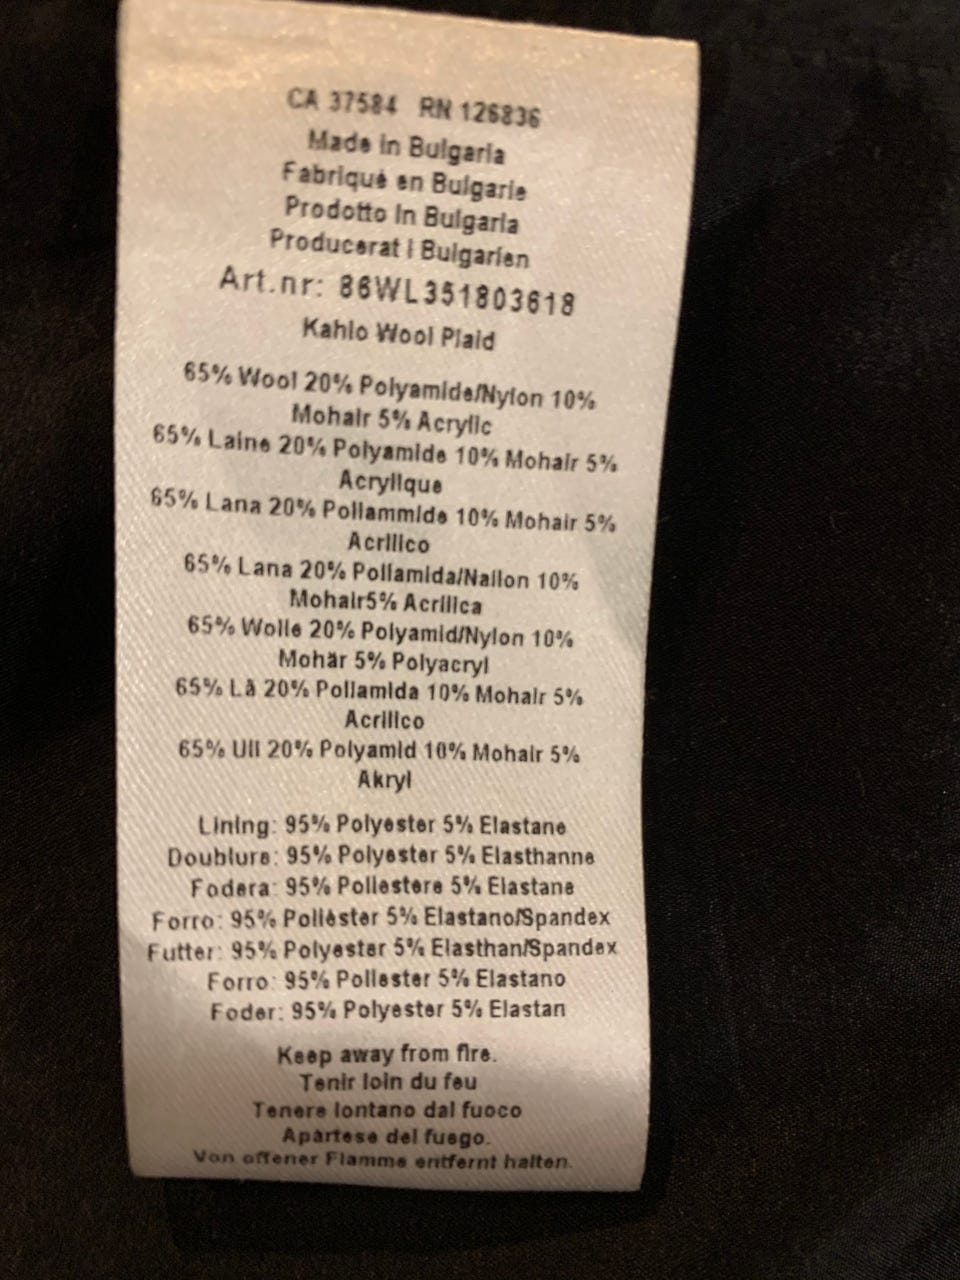 CA 37584 RN 126836
Made in Bulgaria
Fabriqué en Bulgarie
Prodotto in Bulgaria
Producerat i Bulgarien
Art.nr: 86WL351803618
Kahlo Wool Plaid
65% Wool 20% Polyamide/Nylon 10%
Mohair 5% Acrylic
65% Laine 20% Polyamide 10% Mohair 5%
Acrylique
65% Lana 20% Poliammide 10% Mohair 5%
Acrilico
65% Lana 20% Poliamida/Nailon 10%
Mohair5% Acrilica
65% Wolle 20% Polyamid/Nylon 10%
Mohär 5% Polyacryl
65% Lã 20% Poliamida 10% Mohair 5%
Acrilico
65% Ull 20% Polyamid 10% Mohair 5%
Akryl
Lining: 95% Polyester 5% Elastane
Doublure: 95% Polyester 5% Elasthanne
Fodera: 95% Poliestere 5% Elastane
Forro: 95% Poliéster 5% Elastano/Spandex
Futter: 95% Polyester 5% Elasthan/Spandex
Forro: 95% Poliester 5% Elastano
Foder: 95% Polyester 5% Elastan
Keep away from fire.
Tenir loin du feu
Tenere lontano dal fuoco
Apártese del fuego.
Von offener Flamme entfernt halten.